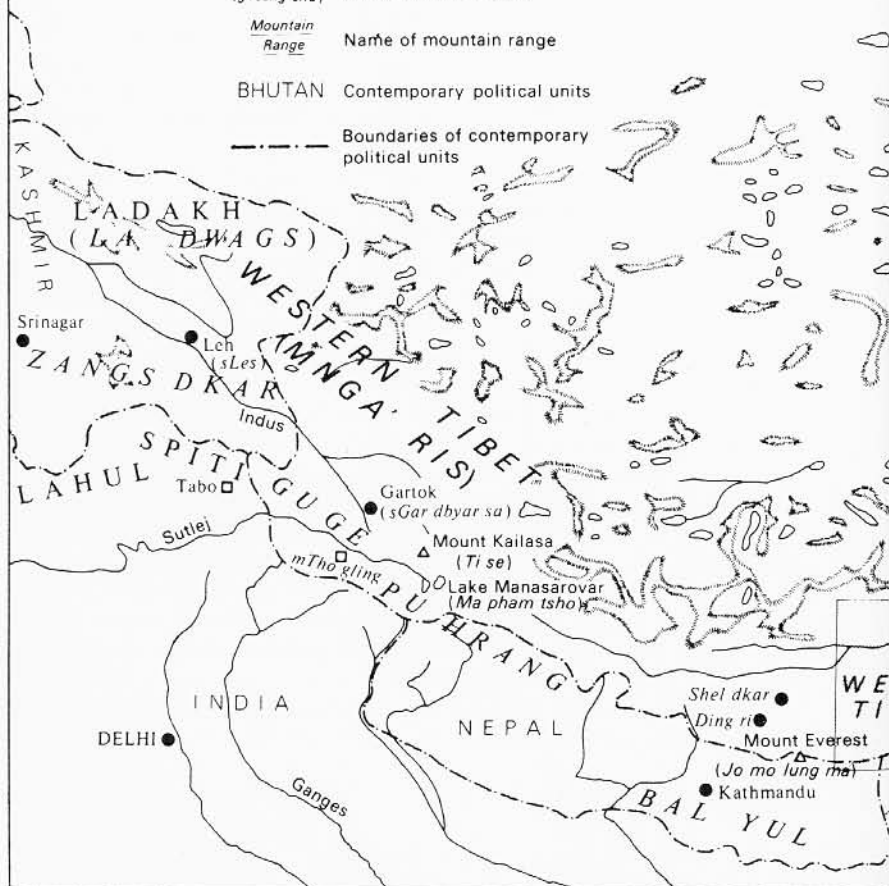 Mountain
Range
Name of mountain range
BHUTAN Contemporary political units
Boundaries of contemporary
political units
KASHMIR
LADAKH
(LA DWAGS)
WESTERN TIBET
(MNGA' RIS)
Srinagar
Leh
(sLes)
ZANGS DKAR
Indus
SPITI
LAHUL
Tabo
GUGE
Gartok
(sGar dbyar sa)
Sutlej
Mount Kailasa
(Ti se)
mTho gling
Lake Manasarovar
(Ma pham tsho)
PU HRANG
INDIA
NEPAL
Shel dkar
Ding ri
WE
TI
DELHI
Mount Everest
(Jo mo lung ma)
Kathmandu
Ganges
BAL YUL